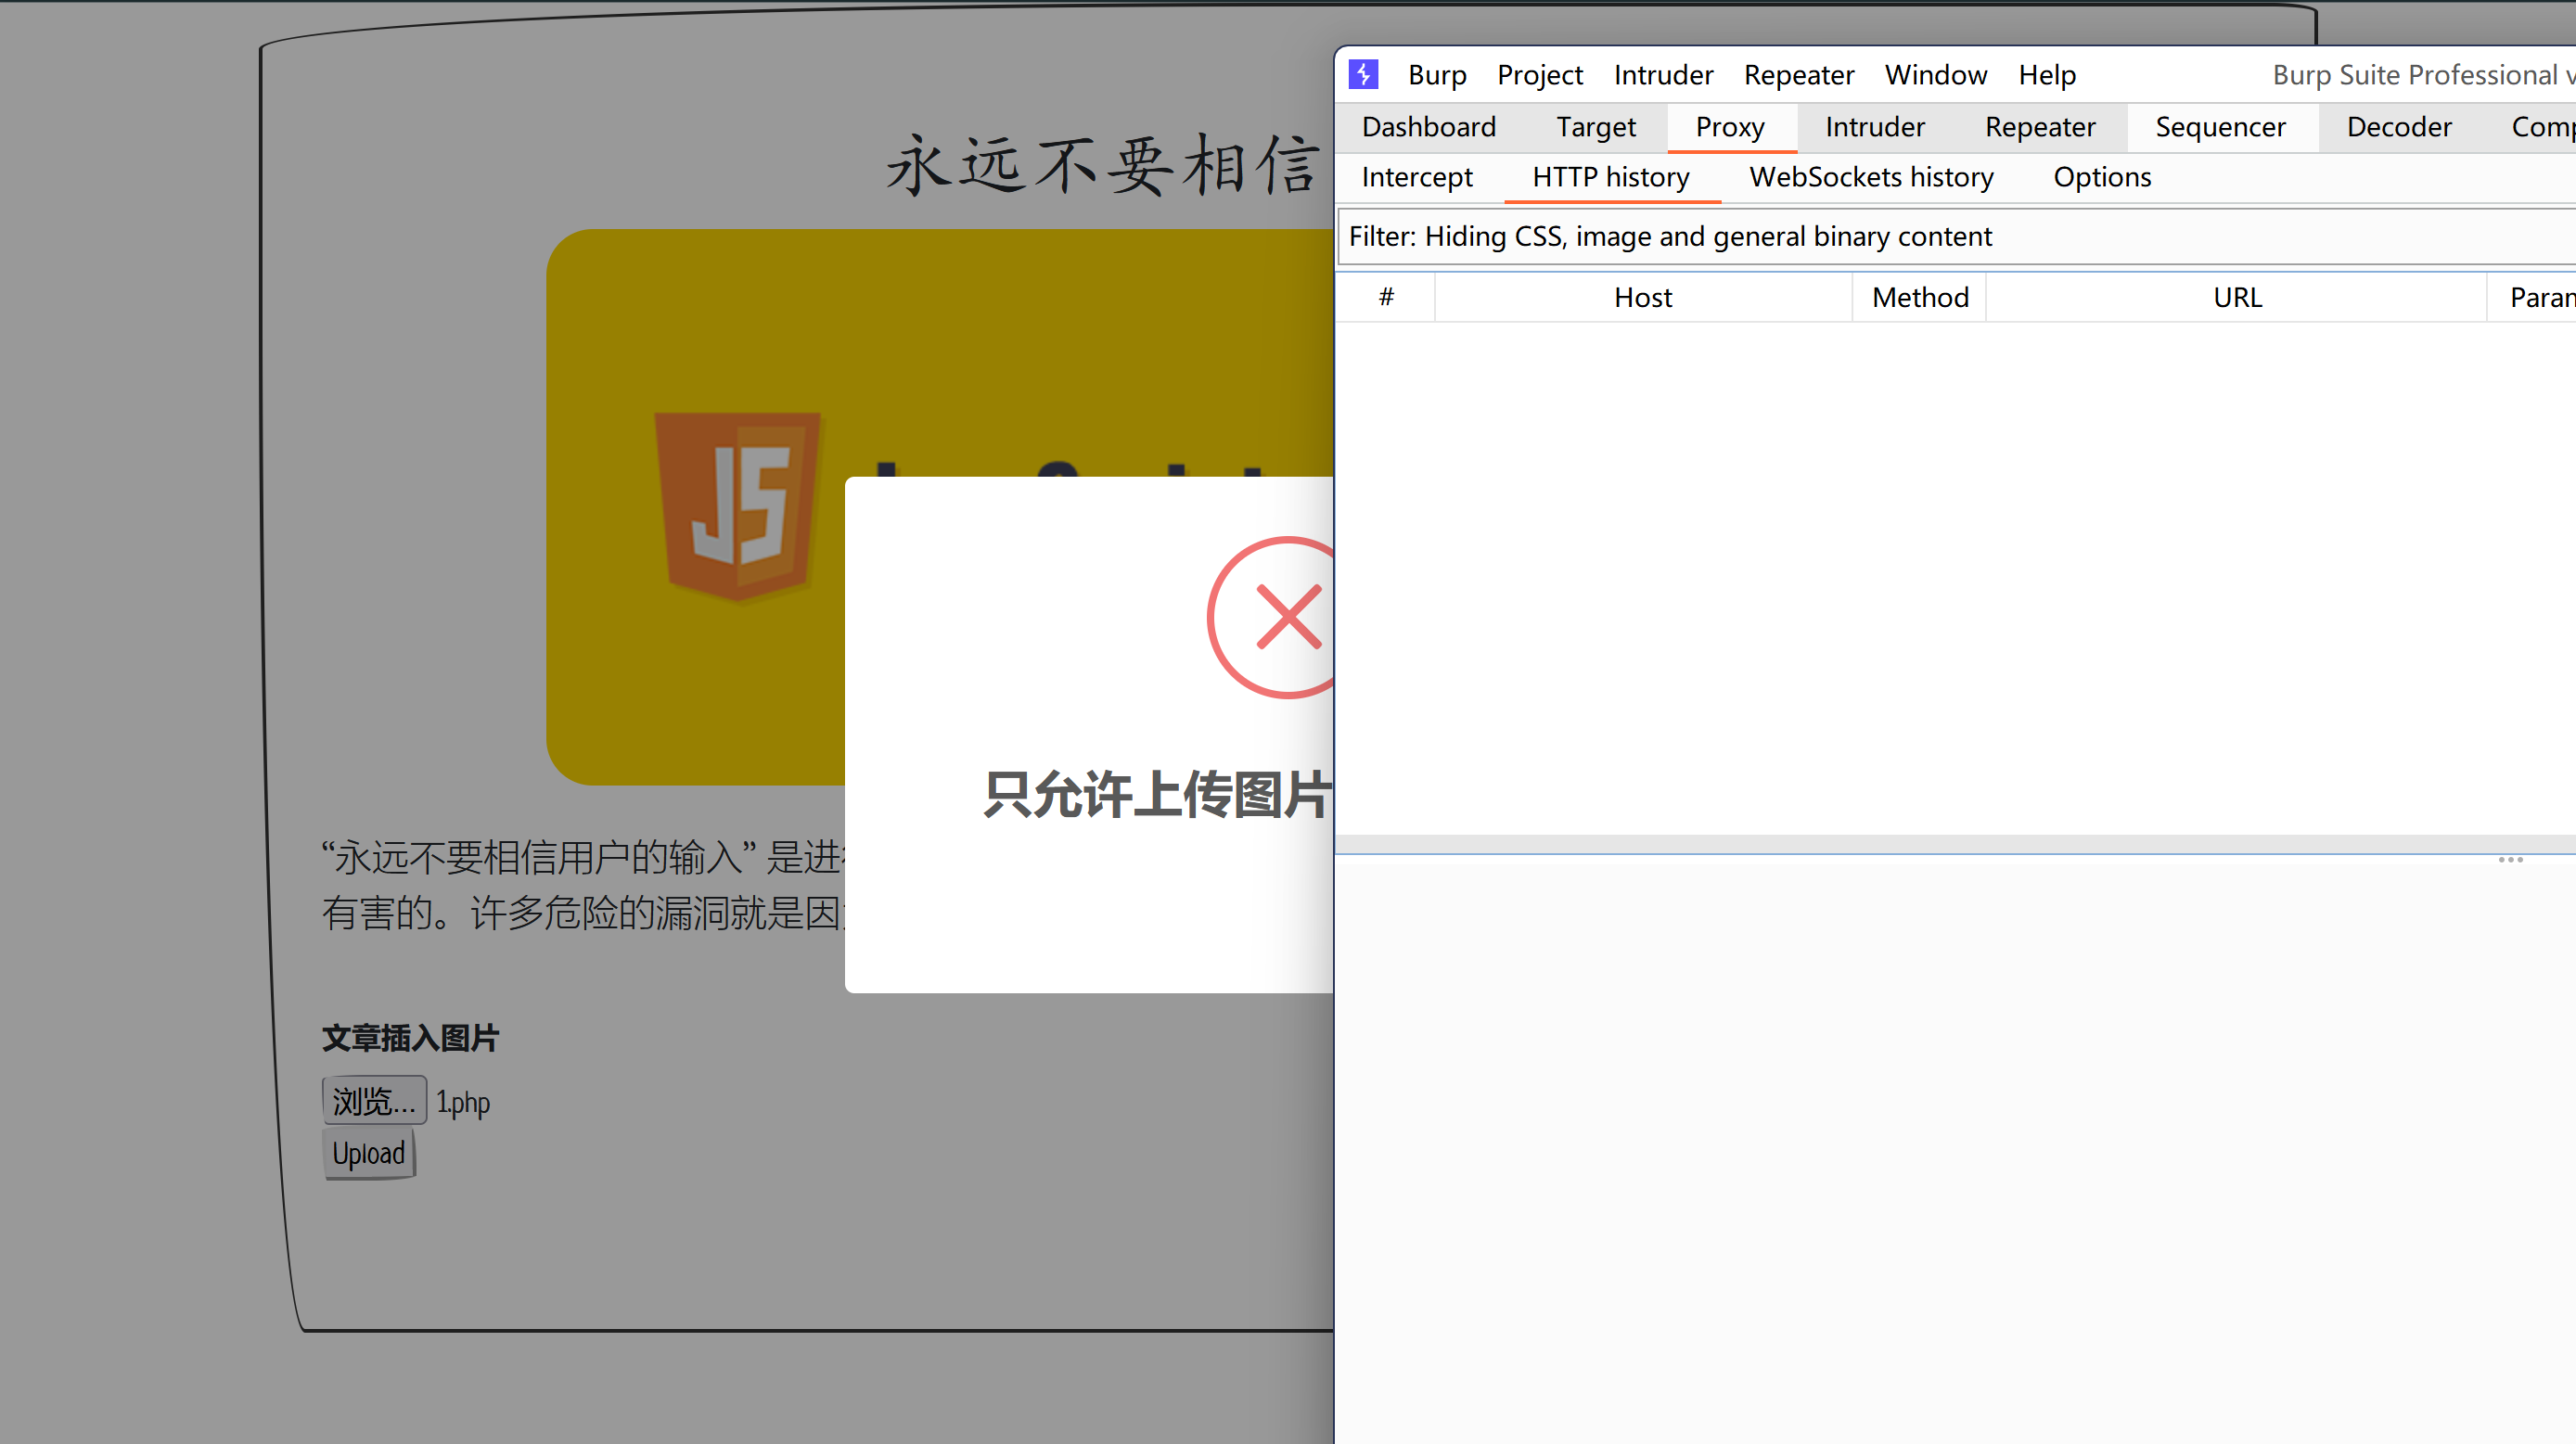 永远不要相信
JS
“永远不要相信用户的输入” 是进
有害的。许多危险的漏洞就是因
只允许上传图片
文章插入图片
浏览... 1.php
Upload
Burp Project Intruder Repeater Window Help Burp Suite Professional v
Dashboard Target Proxy Intruder Repeater Sequencer Decoder Comp
Intercept HTTP history WebSockets history Options
Filter: Hiding CSS, image and general binary content
# Host Method URL Param